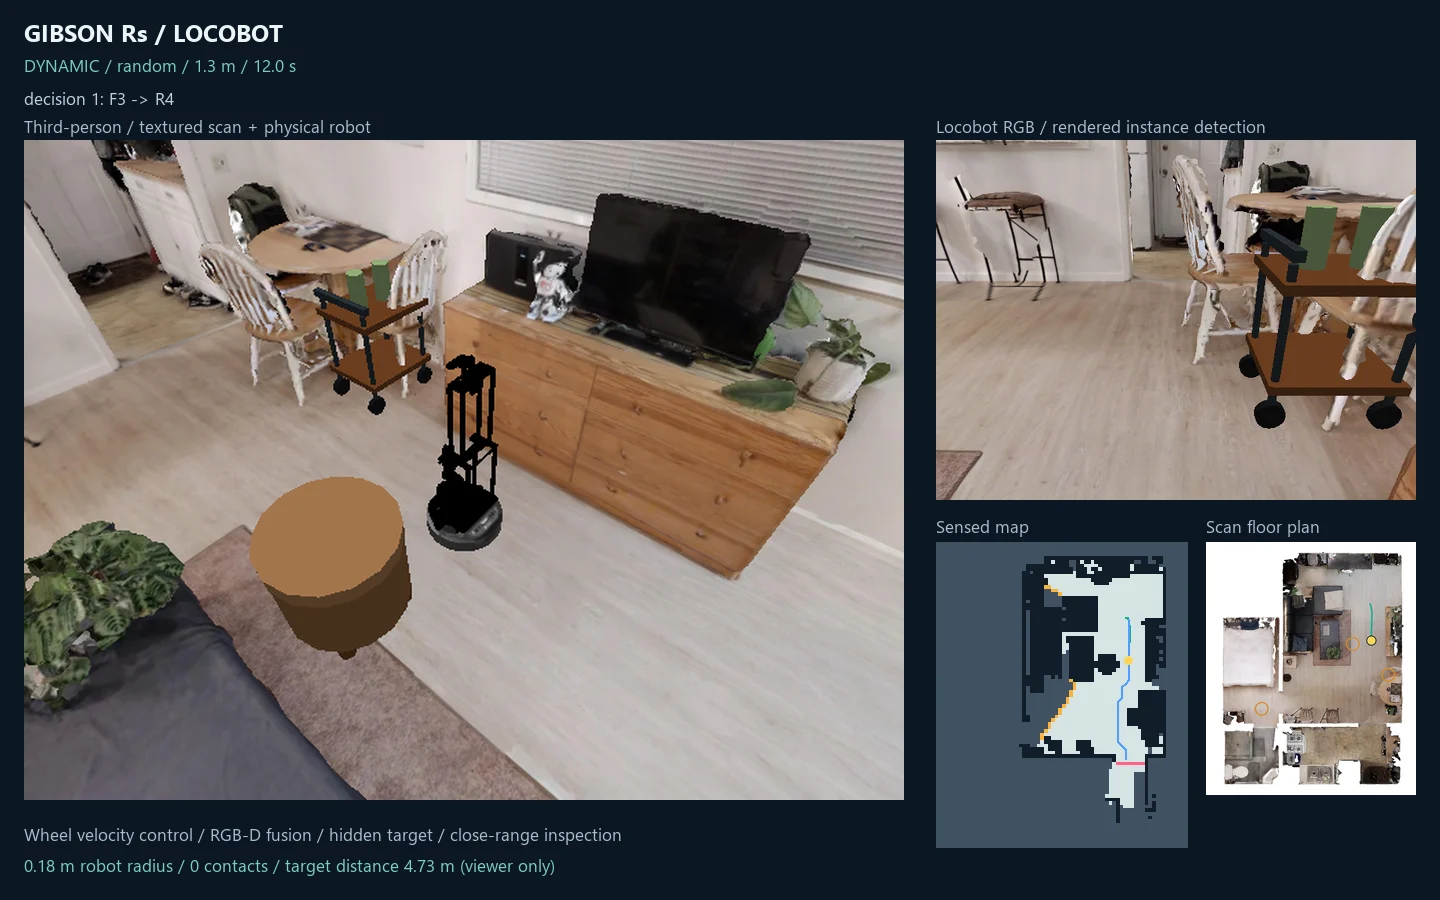 GIBSON Rs / LOCOBOT
DYNAMIC / random / 1.3 m / 12.0 s
decision 1: F3 -> R4
Third-person / textured scan + physical robot
Locobot RGB / rendered instance detection
Sensed map
Scan floor plan
Wheel velocity control / RGB-D fusion / hidden target / close-range inspection
0.18 m robot radius / 0 contacts / target distance 4.73 m (viewer only)